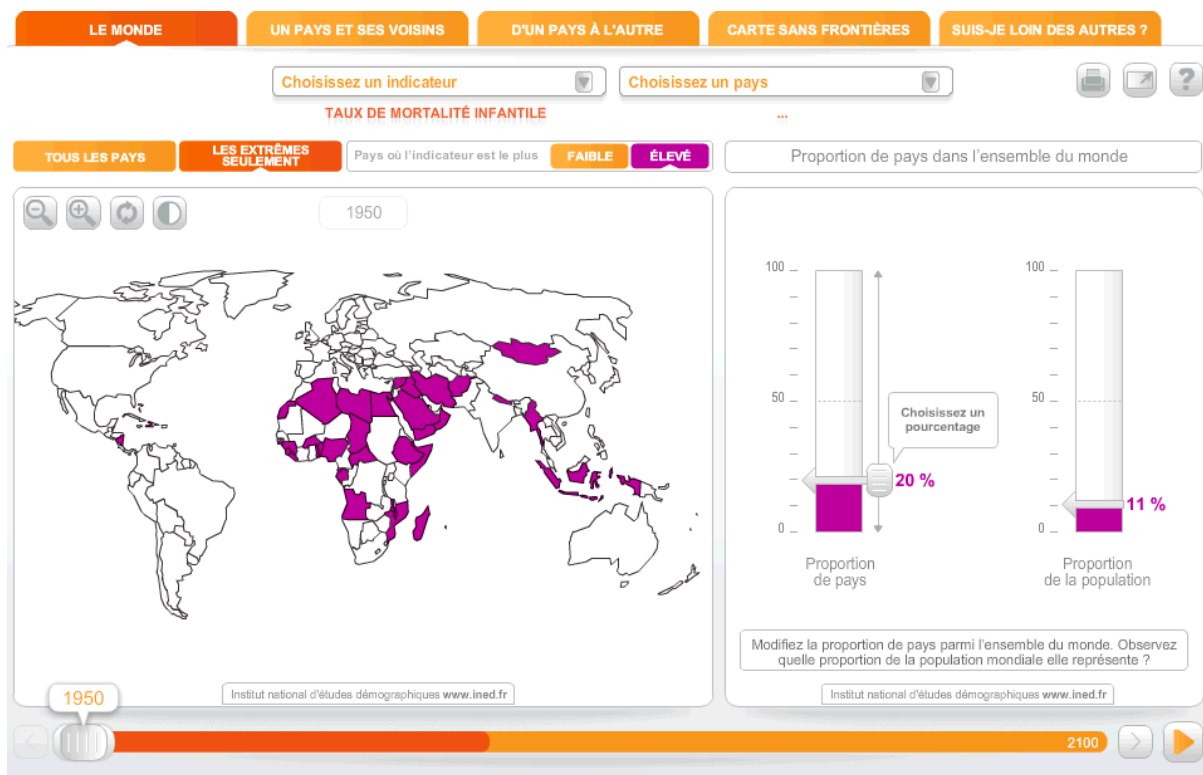 LE MONDE
UN PAYS ET SES VOISINS
D'UN PAYS À L'AUTRE
CARTE SANS FRONTIÈRES
SUIS-JE LOIN DES AUTRES ?
Choisissez un indicateur
Choisissez un pays
?
TAUX DE MORTALITÉ INFANTILE
...
TOUS LES PAYS
LES EXTRÊMES
SEULEMENT
Pays où l'indicateur est le plus
FAIBLE
ÉLEVÉ
Proportion de pays dans l'ensemble du monde
1950
100
50
0
Choisissez un
pourcentage
20 %
Proportion
de pays
100
50
0
11 %
Proportion
de la population
Modifiez la proportion de pays parmi l'ensemble du monde. Observez
quelle proportion de la population mondiale elle représente ?
Institut national d'études démographiques www.ined.fr
Institut national d'études démographiques www.ined.fr
1950
2100